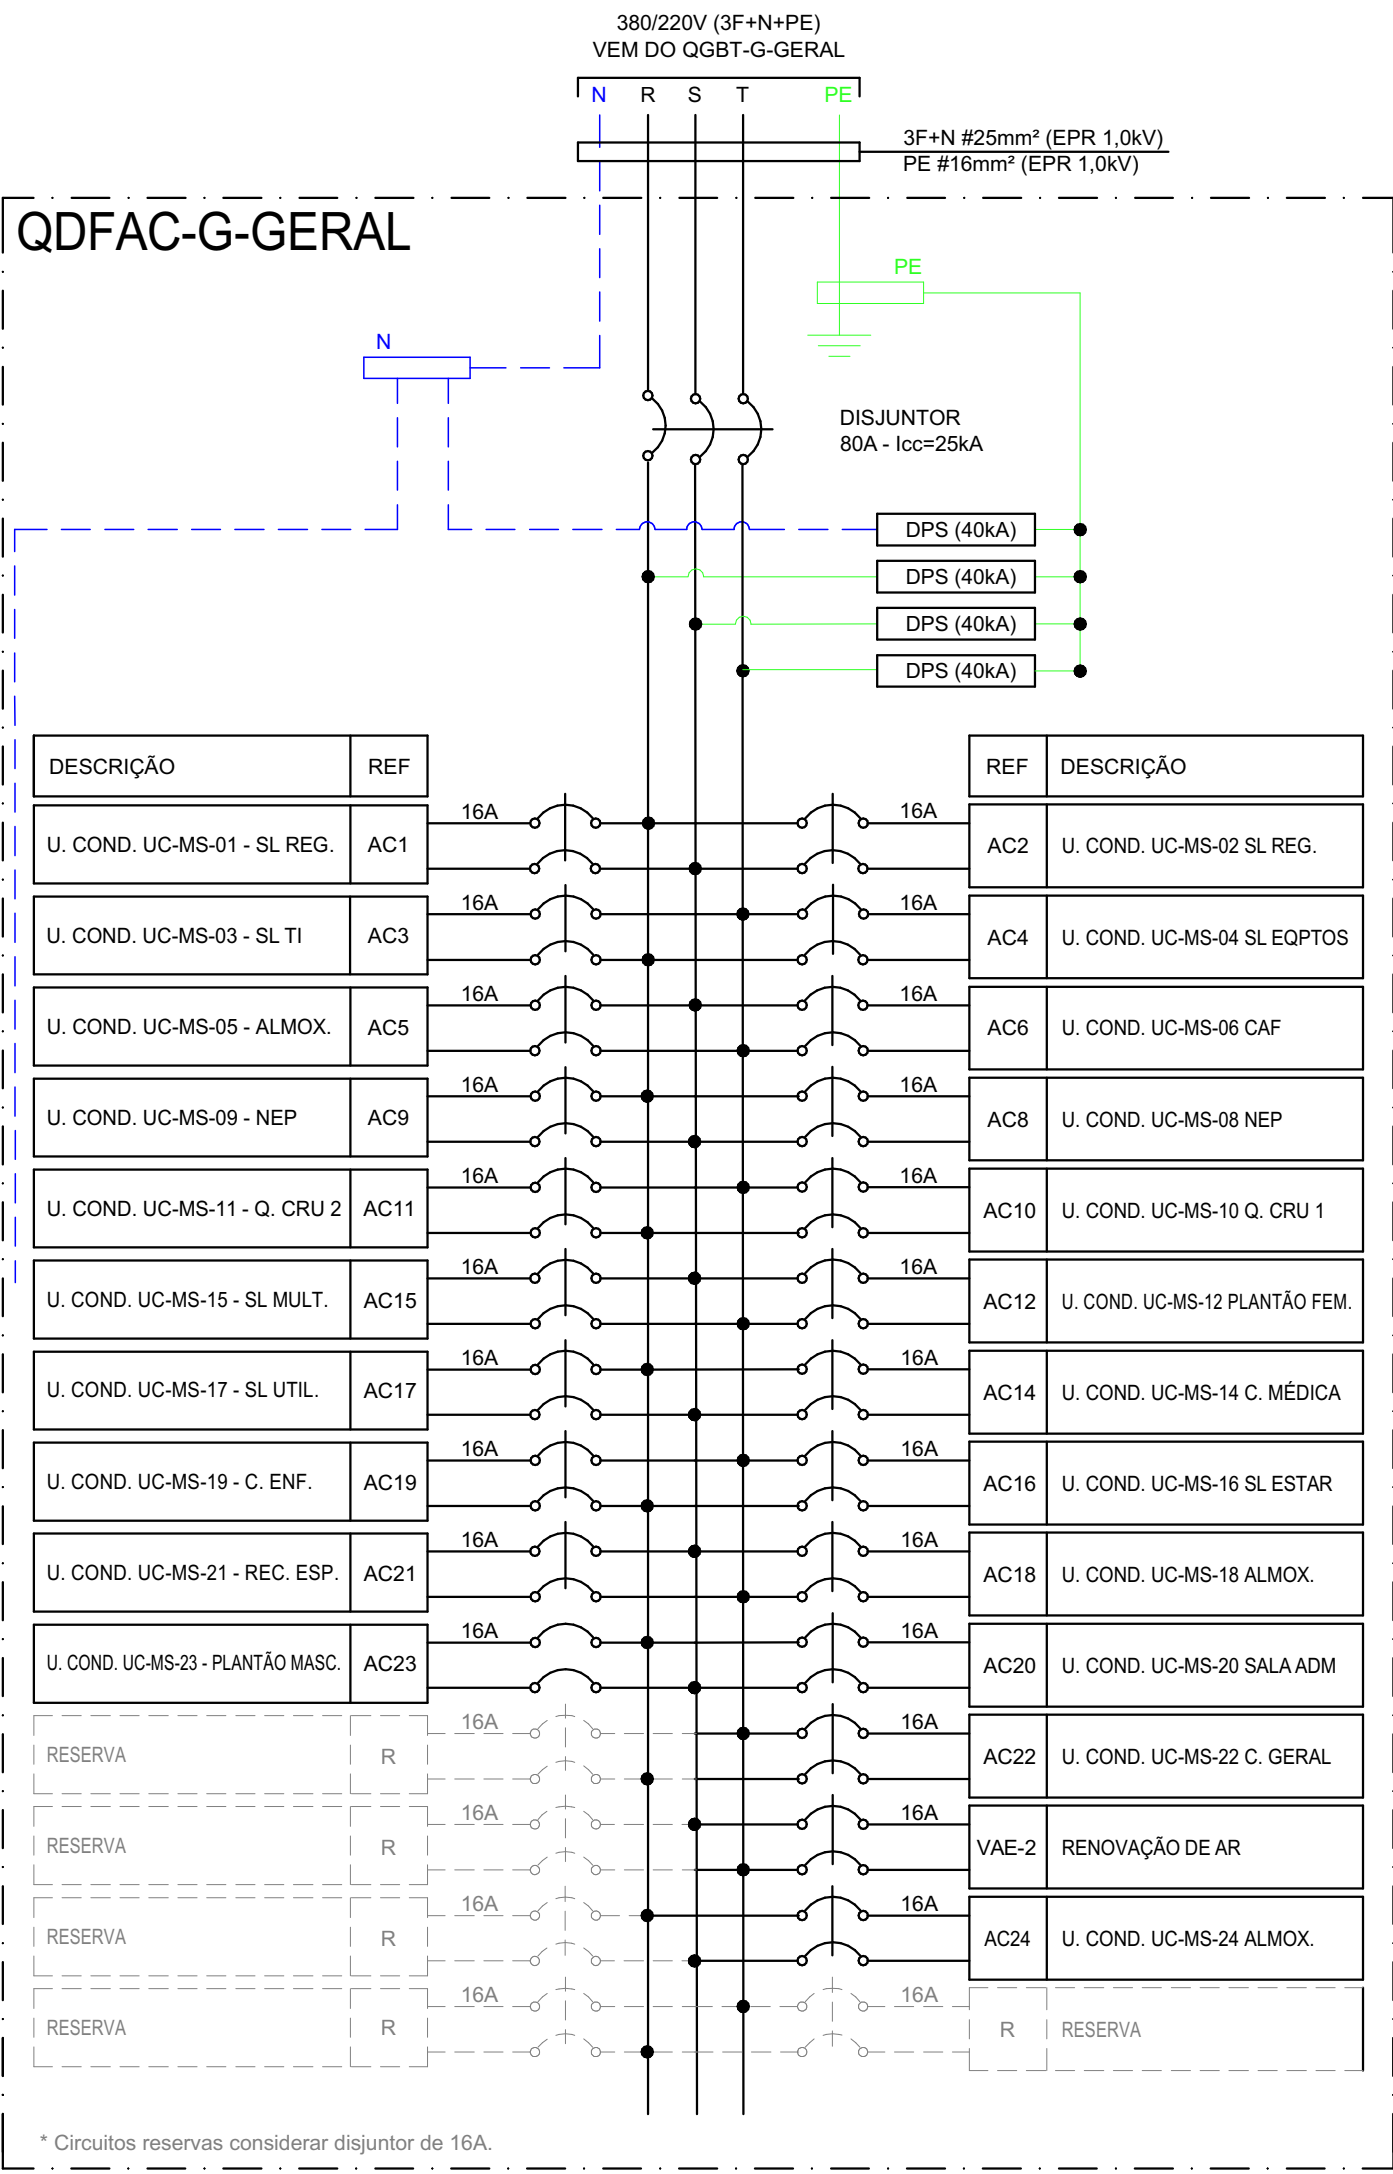 380/220V (3F+N+PE)
VEM DO QGBT-G-GERAL
N R S T PE
3F+N #25mm² (EPR 1,0kV)
PE #16mm² (EPR 1,0kV)
QDFAC-G-GERAL
PE
N
DISJUNTOR
80A - Icc=25kA
DPS (40kA)
DPS (40kA)
DPS (40kA)
DPS (40kA)
DESCRIÇÃO REF REF DESCRIÇÃO
U. COND. UC-MS-01 - SL REG. AC1 16A 16A AC2 U. COND. UC-MS-02 SL REG.
U. COND. UC-MS-03 - SL TI AC3 16A 16A AC4 U. COND. UC-MS-04 SL EQPTOS
U. COND. UC-MS-05 - ALMOX. AC5 16A 16A AC6 U. COND. UC-MS-06 CAF
U. COND. UC-MS-09 - NEP AC9 16A 16A AC8 U. COND. UC-MS-08 NEP
U. COND. UC-MS-11 - Q. CRU 2 AC11 16A 16A AC10 U. COND. UC-MS-10 Q. CRU 1
U. COND. UC-MS-15 - SL MULT. AC15 16A 16A AC12 U. COND. UC-MS-12 PLANTÃO FEM.
U. COND. UC-MS-17 - SL UTIL. AC17 16A 16A AC14 U. COND. UC-MS-14 C. MÉDICA
U. COND. UC-MS-19 - C. ENF. AC19 16A 16A AC16 U. COND. UC-MS-16 SL ESTAR
U. COND. UC-MS-21 - REC. ESP. AC21 16A 16A AC18 U. COND. UC-MS-18 ALMOX.
U. COND. UC-MS-23 - PLANTÃO MASC. AC23 16A 16A AC20 U. COND. UC-MS-20 SALA ADM
RESERVA R 16A 16A AC22 U. COND. UC-MS-22 C. GERAL
RESERVA R 16A 16A VAE-2 RENOVAÇÃO DE AR
RESERVA R 16A 16A AC24 U. COND. UC-MS-24 ALMOX.
RESERVA R 16A 16A R RESERVA
* Circuitos reservas considerar disjuntor de 16A.